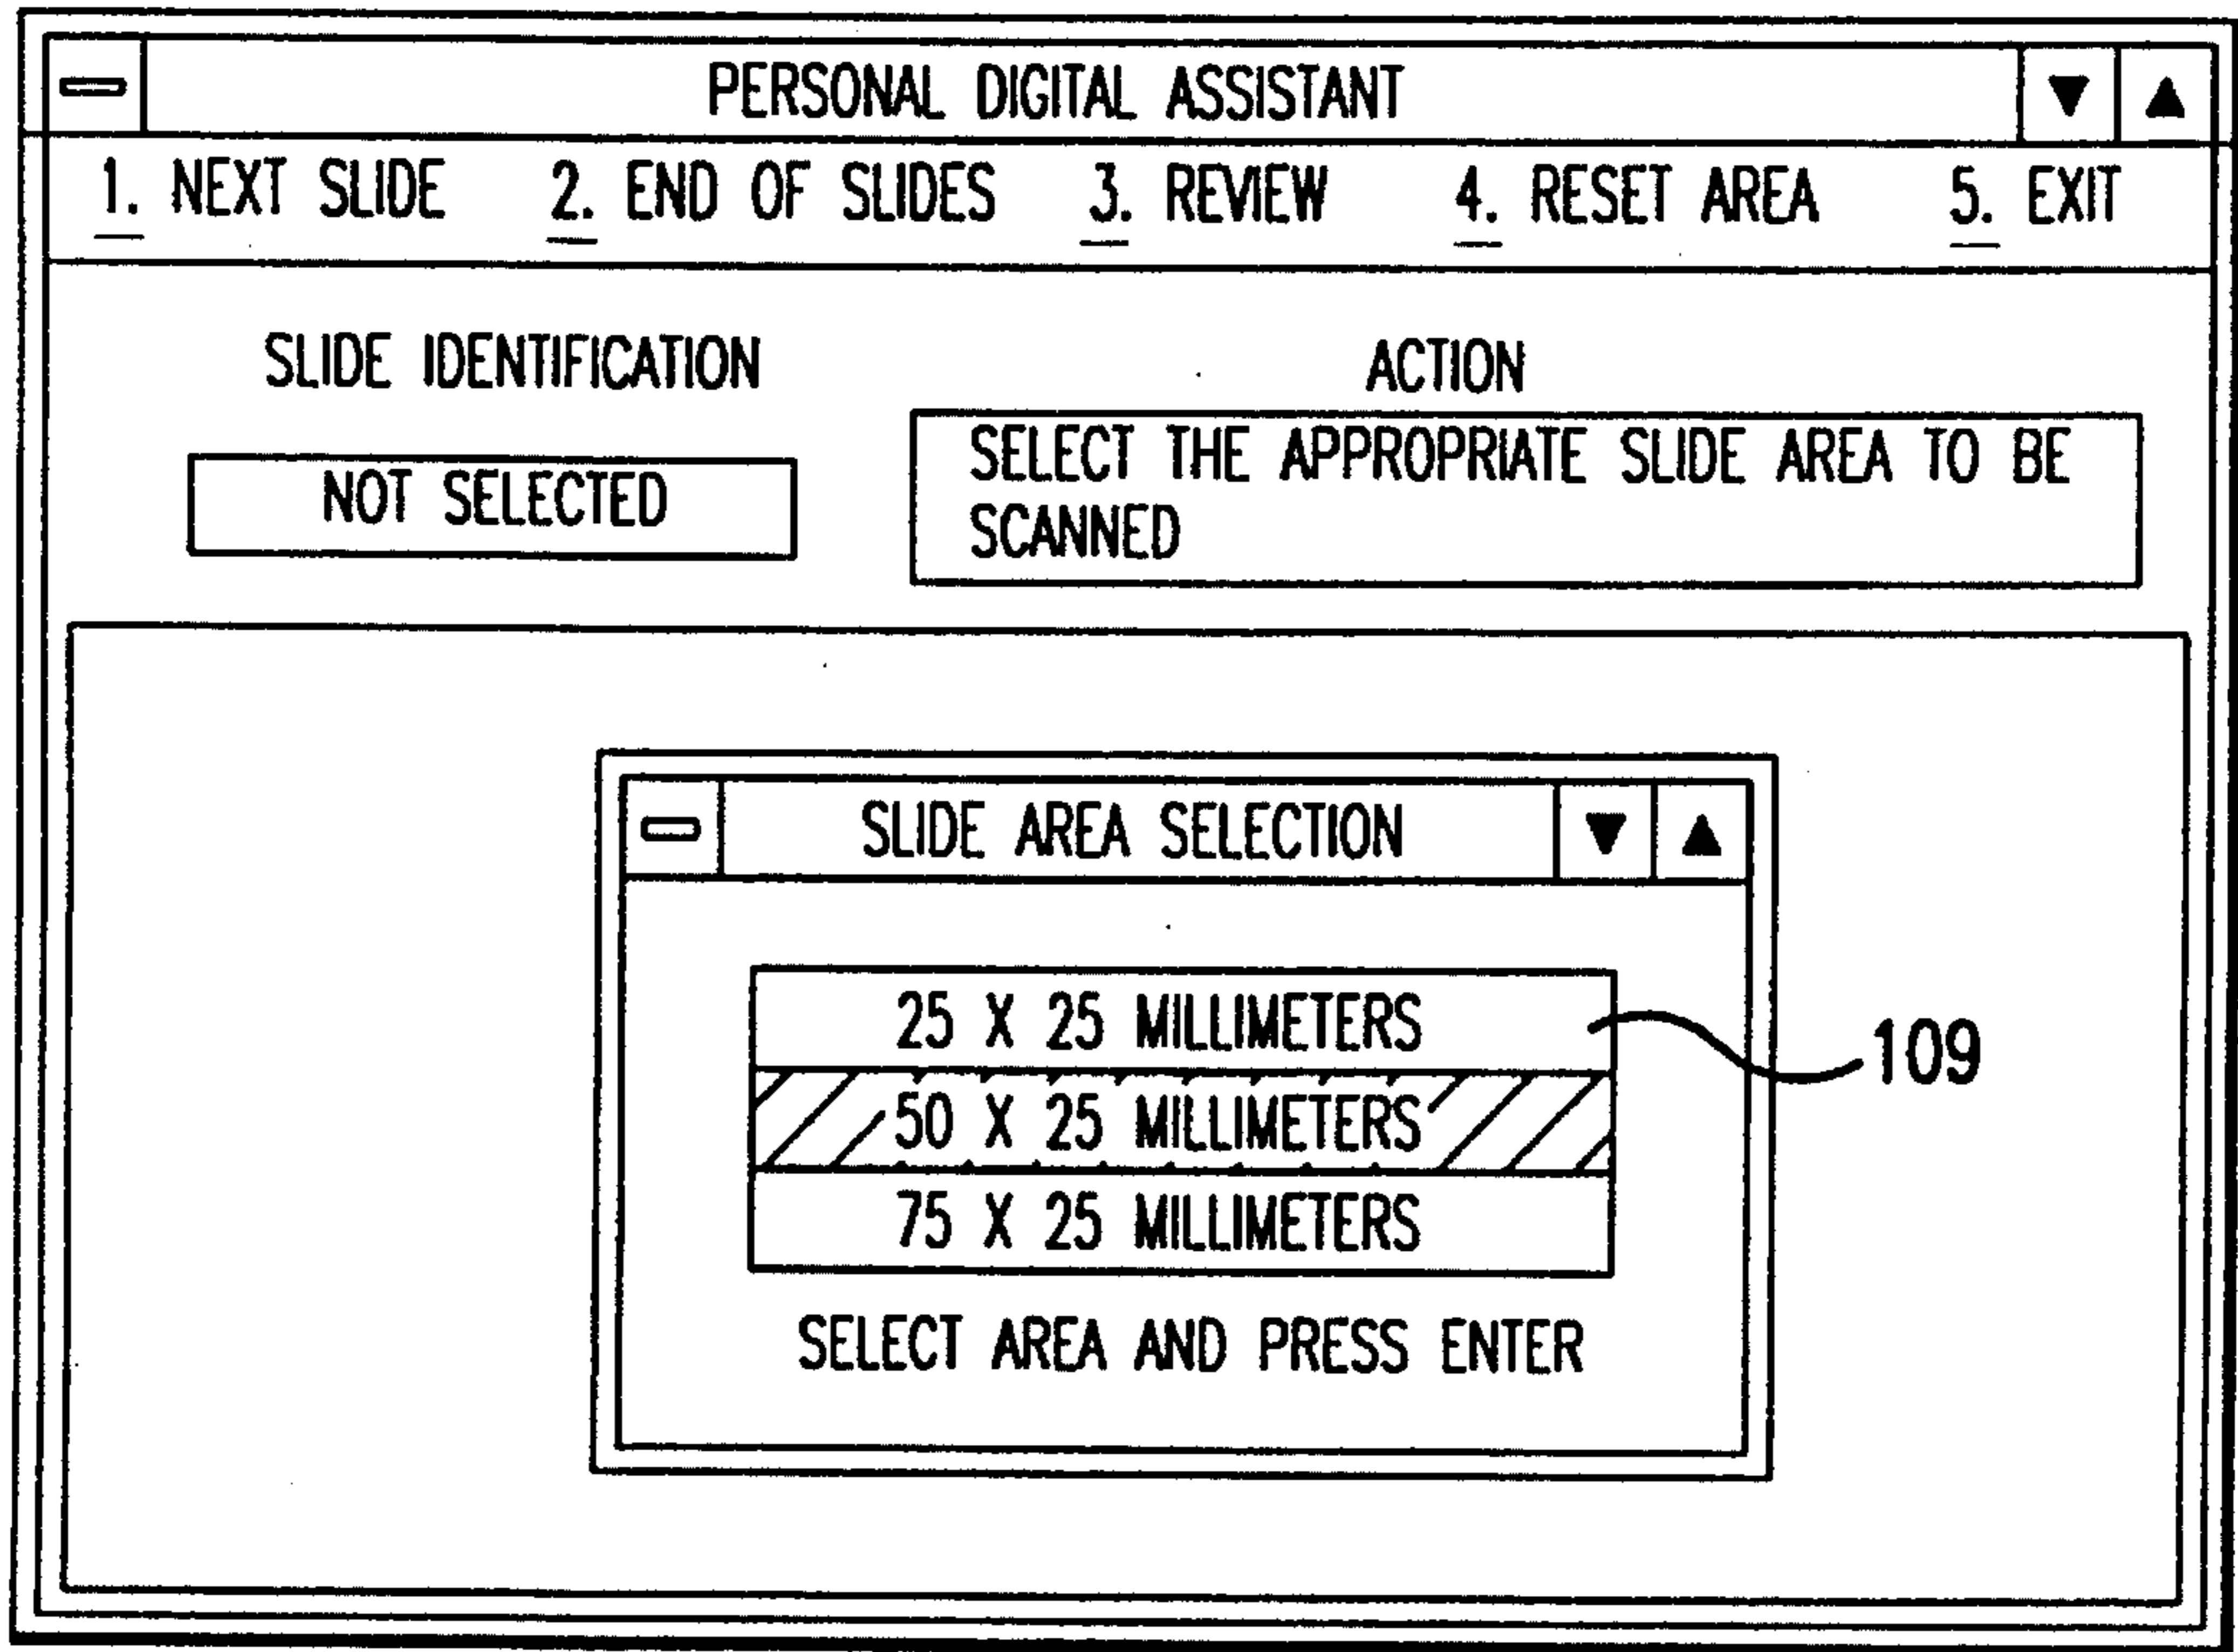 PERSONAL DIGITAL ASSISTANT
1. NEXT SLIDE 2. END OF SLIDES 3. REVIEW 4. RESET AREA 5. EXIT
SLIDE IDENTIFICATION
NOT SELECTED
ACTION
SELECT THE APPROPRIATE SLIDE AREA TO BE
SCANNED
SLIDE AREA SELECTION
25 X 25 MILLIMETERS
109
50 X 25 MILLIMETERS
75 X 25 MILLIMETERS
SELECT AREA AND PRESS ENTER